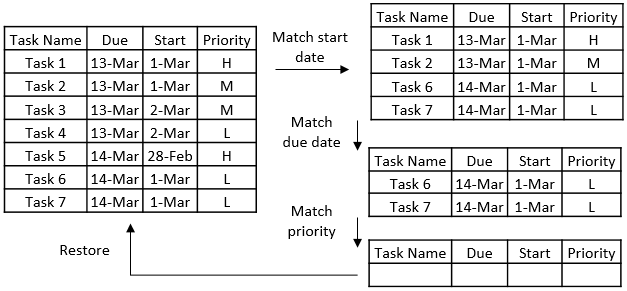 Task Name Due Start Priority
Task 1 13-Mar 1-Mar H
Task 2 13-Mar 1-Mar M
Task 3 13-Mar 2-Mar M
Task 4 13-Mar 2-Mar L
Task 5 14-Mar 28-Feb H
Task 6 14-Mar 1-Mar L
Task 7 14-Mar 1-Mar L
Match start
date
Task Name Due Start Priority
Task 1 13-Mar 1-Mar H
Task 2 13-Mar 1-Mar M
Task 6 14-Mar 1-Mar L
Task 7 14-Mar 1-Mar L
Match
due date
Task Name Due Start Priority
Task 6 14-Mar 1-Mar L
Task 7 14-Mar 1-Mar L
Match
priority
Task Name Due Start Priority
Restore